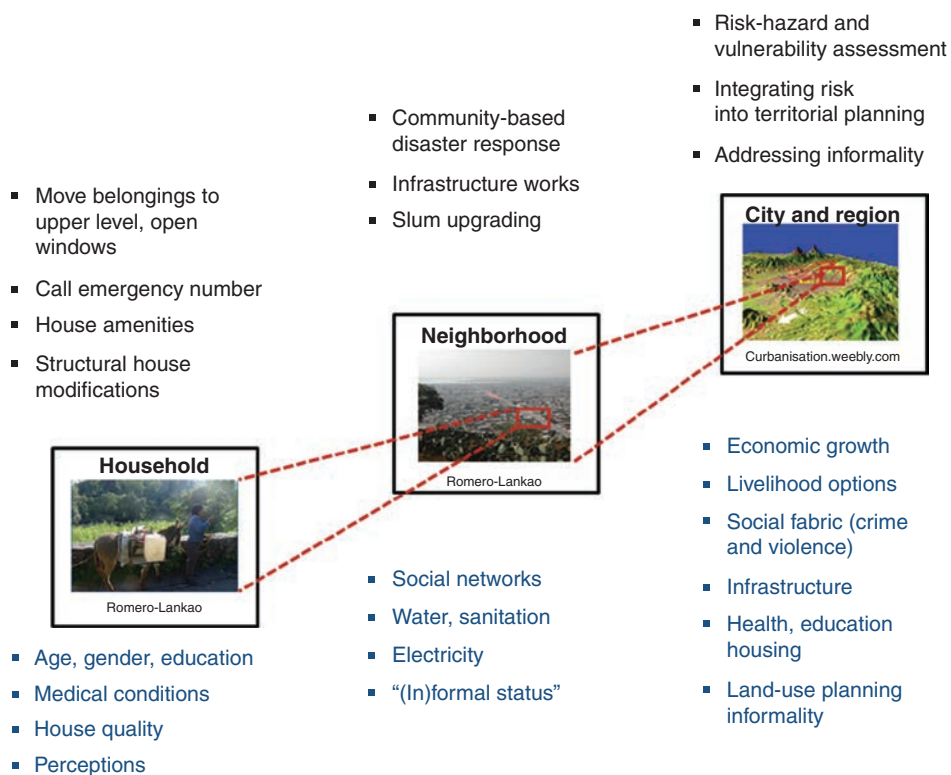 ▪ Move belongings to
upper level, open
windows
▪ Call emergency number
▪ House amenities
▪ Structural house
modifications
Household
Romero-Lankao
▪ Age, gender, education
▪ Medical conditions
▪ House quality
▪ Perceptions
▪ Community-based
disaster response
▪ Infrastructure works
▪ Slum upgrading
Neighborhood
Romero-Lankao
▪ Social networks
▪ Water, sanitation
▪ Electricity
▪ “(In)formal status”
▪ Risk-hazard and
vulnerability assessment
▪ Integrating risk
into territorial planning
▪ Addressing informality
City and region
Curbanisation.weebly.com
▪ Economic growth
▪ Livelihood options
▪ Social fabric (crime
and violence)
▪ Infrastructure
▪ Health, education
housing
▪ Land-use planning
informality